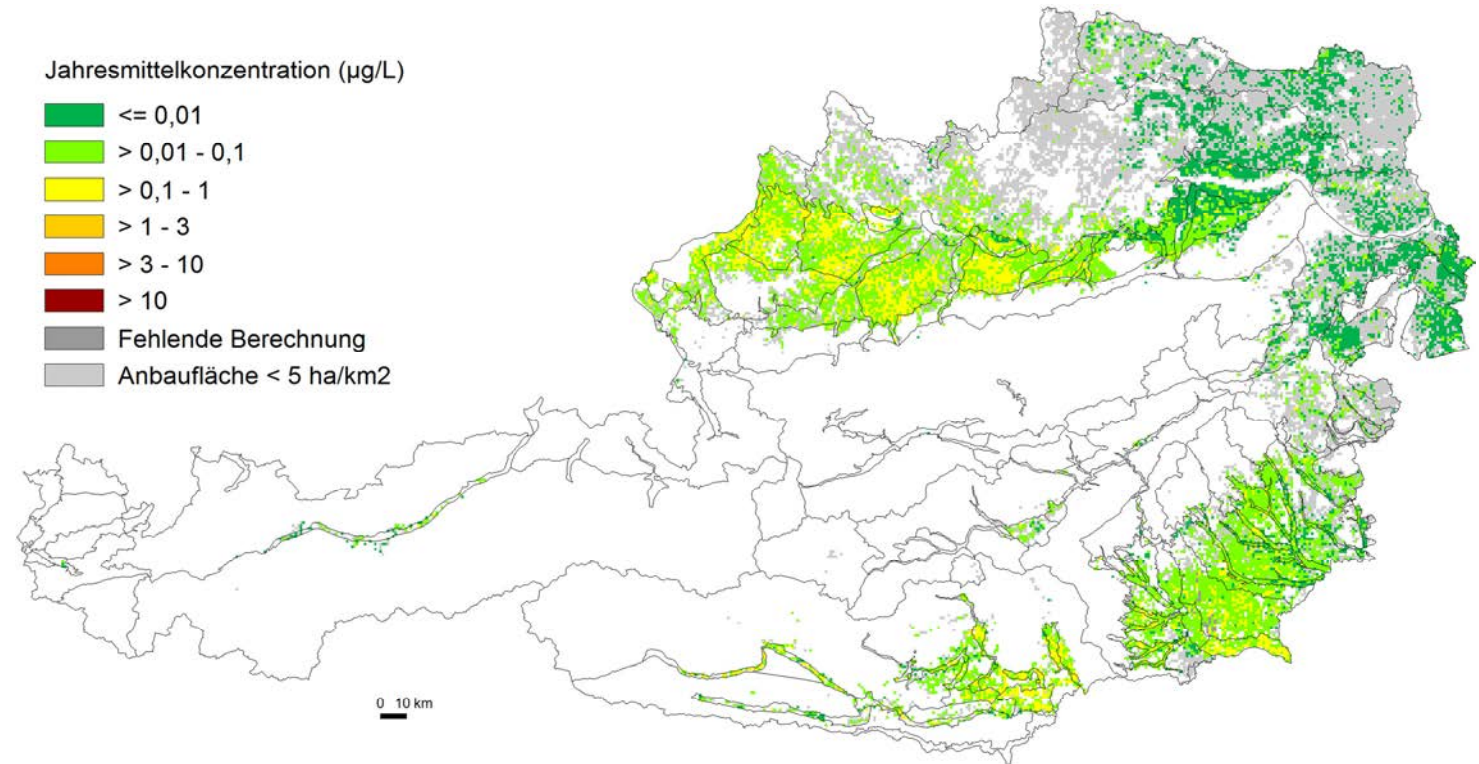 Jahresmittelkonzentration (µg/L)
<= 0,01
> 0,01 - 0,1
> 0,1 - 1
> 1 - 3
> 3 - 10
> 10
Fehlende Berechnung
Anbaufläche < 5 ha/km2
0 10 km